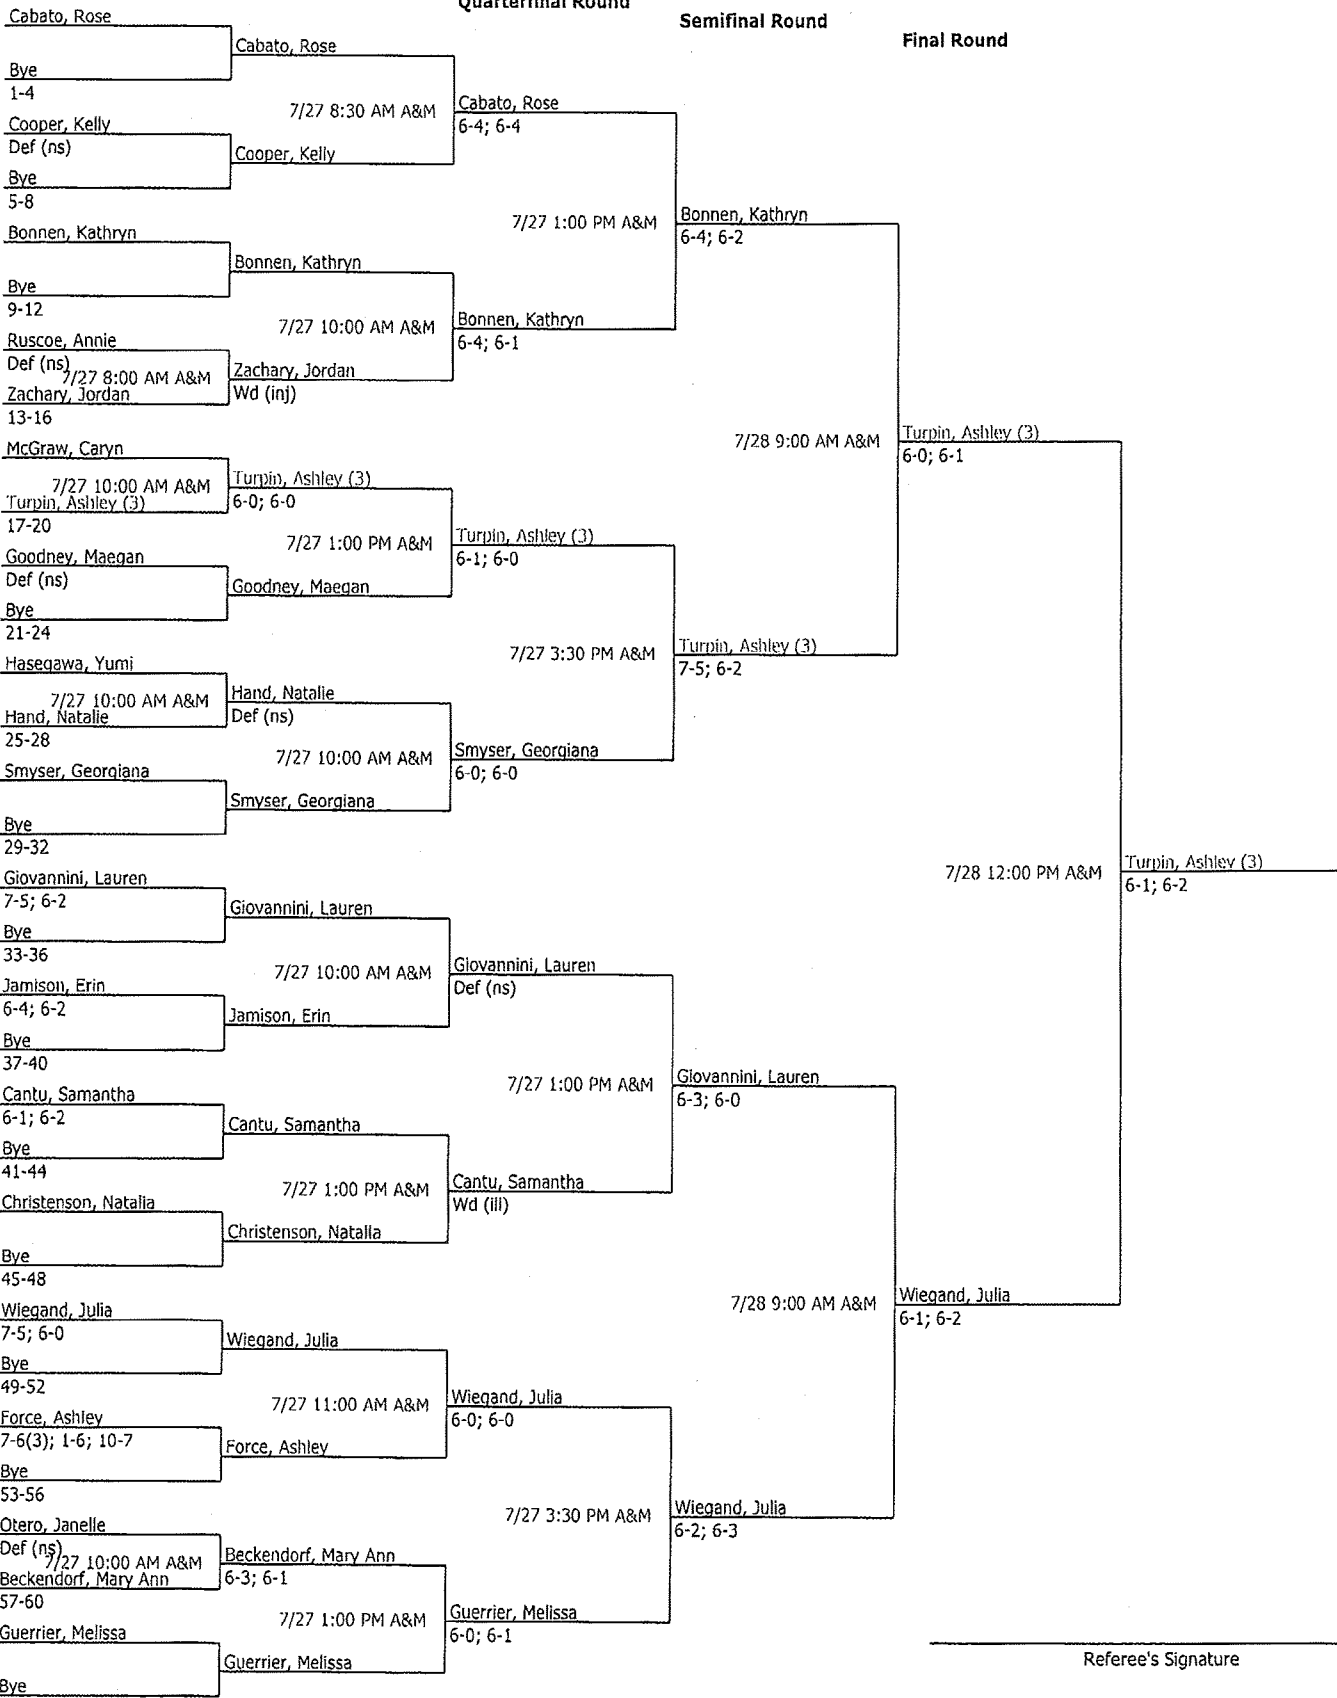 Quarterfinal Round
Semifinal Round
Final Round
Cabato, Rose
Cabato, Rose
Bye
1-4
7/27 8:30 AM A&M
Cabato, Rose
6-4; 6-4
Cooper, Kelly
Def (ns)
Cooper, Kelly
Bye
5-8
7/27 1:00 PM A&M
Bonnen, Kathryn
6-4; 6-2
Bonnen, Kathryn
Bonnen, Kathryn
Bye
9-12
7/27 10:00 AM A&M
Bonnen, Kathryn
6-4; 6-1
Ruscoe, Annie
Def (ns)
7/27 8:00 AM A&M
Zachary, Jordan
Wd (inj)
Zachary, Jordan
13-16
7/28 9:00 AM A&M
Turpin, Ashley (3)
6-0; 6-1
McGraw, Caryn
7/27 10:00 AM A&M
Turpin, Ashley (3)
6-0; 6-0
Turpin, Ashley (3)
17-20
7/27 1:00 PM A&M
Turpin, Ashley (3)
6-1; 6-0
Goodney, Maegan
Def (ns)
Goodney, Maegan
Bye
21-24
7/27 3:30 PM A&M
Turpin, Ashley (3)
7-5; 6-2
Hasegawa, Yumi
7/27 10:00 AM A&M
Hand, Natalie
Def (ns)
Hand, Natalie
25-28
7/27 10:00 AM A&M
Smyser, Georgiana
6-0; 6-0
Smyser, Georgiana
Smyser, Georgiana
Bye
29-32
7/28 12:00 PM A&M
Turpin, Ashley (3)
6-1; 6-2
Giovannini, Lauren
7-5; 6-2
Giovannini, Lauren
Bye
33-36
7/27 10:00 AM A&M
Giovannini, Lauren
Def (ns)
Jamison, Erin
6-4; 6-2
Jamison, Erin
Bye
37-40
7/27 1:00 PM A&M
Giovannini, Lauren
6-3; 6-0
Cantu, Samantha
6-1; 6-2
Cantu, Samantha
Bye
41-44
7/27 1:00 PM A&M
Cantu, Samantha
Wd (ill)
Christenson, Natalia
Christenson, Natalia
Bye
45-48
7/28 9:00 AM A&M
Wiegand, Julia
6-1; 6-2
Wiegand, Julia
7-5; 6-0
Wiegand, Julia
Bye
49-52
7/27 11:00 AM A&M
Wiegand, Julia
6-0; 6-0
Force, Ashley
7-6(3); 1-6; 10-7
Force, Ashley
Bye
53-56
7/27 3:30 PM A&M
Wiegand, Julia
6-2; 6-3
Otero, Janelle
Def (ns)
7/27 10:00 AM A&M
Beckendorf, Mary Ann
6-3; 6-1
Beckendorf, Mary Ann
57-60
7/27 1:00 PM A&M
Guerrier, Melissa
6-0; 6-1
Guerrier, Melissa
Guerrier, Melissa
Bye
Referee's Signature